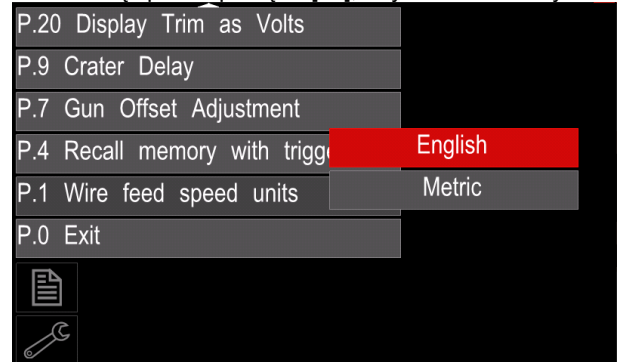 P.20 Display Trim as Volts
P.9 Crater Delay
P.7 Gun Offset Adjustment
P.4 Recall memory with
English
P.1 Wire feed speed units
Metric
P.0 Exit